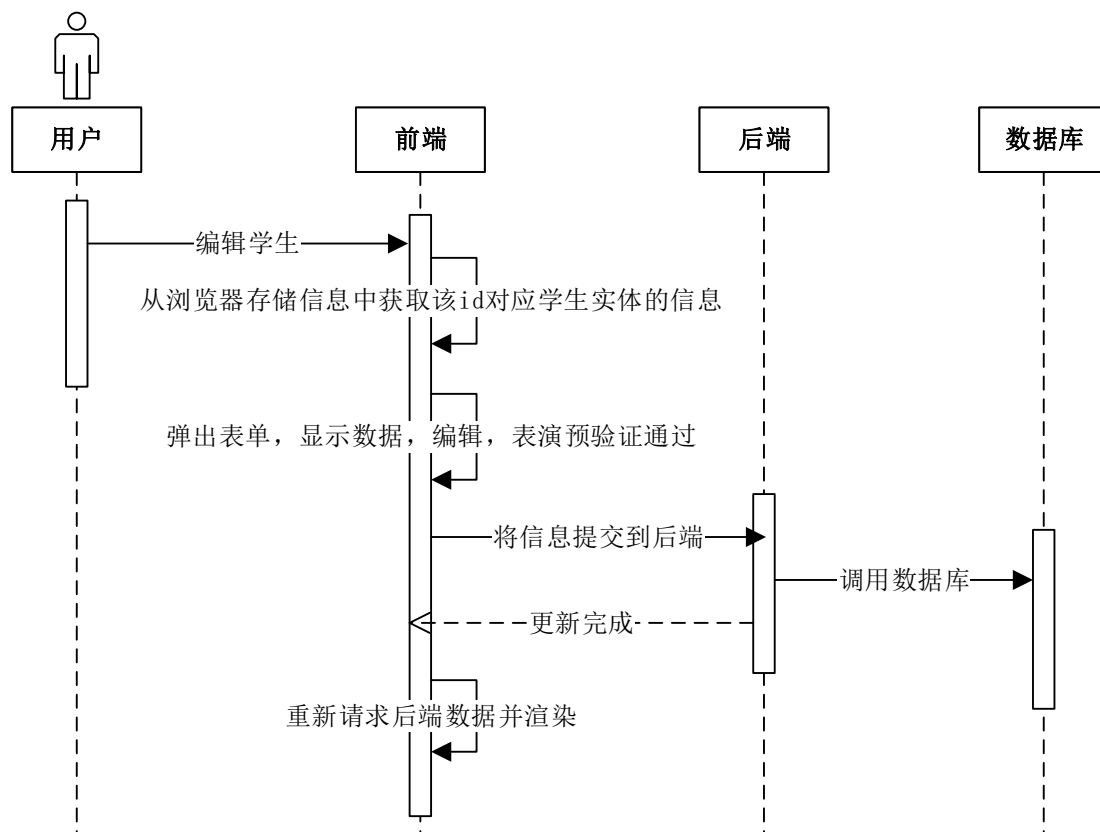 用户
前端
后端
数据库
编辑学生
从浏览器存储信息中获取该id对应学生实体的信息
弹出表单，显示数据，编辑，表演预验证通过
将信息提交到后端
调用数据库
更新完成
重新请求后端数据并渲染